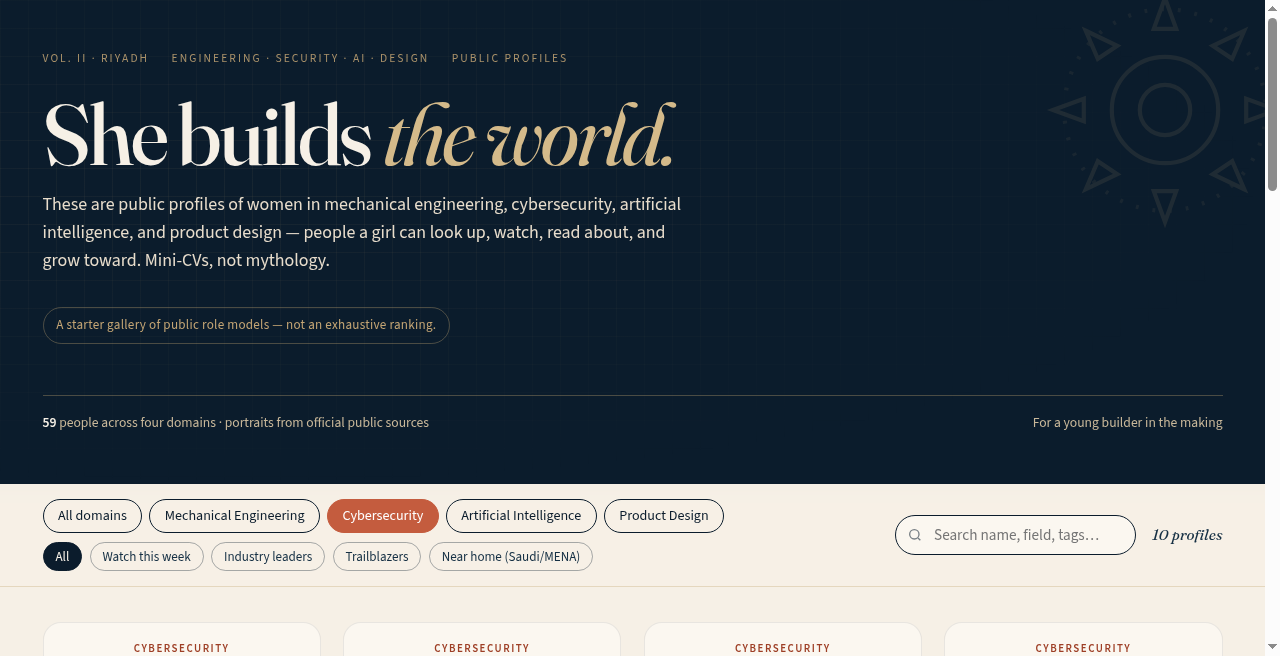 VOL. II · RIYADH ENGINEERING · SECURITY · AI · DESIGN PUBLIC PROFILES
She builds the world.
These are public profiles of women in mechanical engineering, cybersecurity, artificial
intelligence, and product design — people a girl can look up, watch, read about, and
grow toward. Mini-CVs, not mythology.
A starter gallery of public role models — not an exhaustive ranking.
59 people across four domains · portraits from official public sources
For a young builder in the making
All domains
Mechanical Engineering
Cybersecurity
Artificial Intelligence
Product Design
All
Watch this week
Industry leaders
Trailblazers
Near home (Saudi/MENA)
Search name, field, tags…
10 profiles
CYBERSECURITY
CYBERSECURITY
CYBERSECURITY
CYBERSECURITY